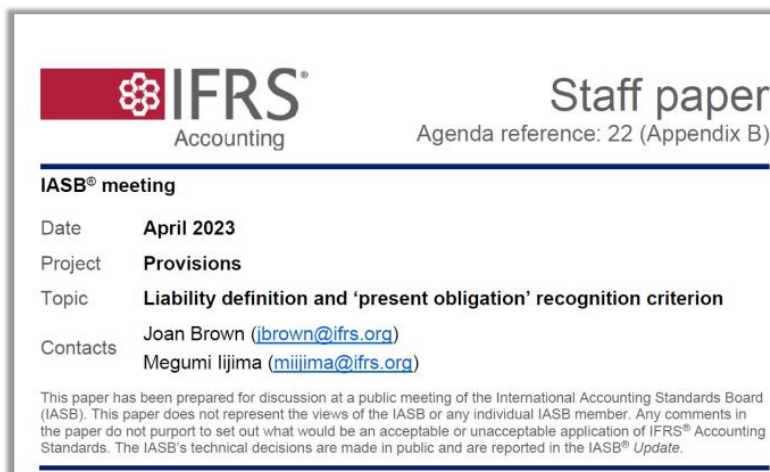 IFRS®
Accounting
Staff paper
Agenda reference: 22 (Appendix B)
IASB® meeting
Date April 2023
Project Provisions
Topic Liability definition and ‘present obligation’ recognition criterion
Contacts
Joan Brown (jbrown@ifrs.org)
Megumi Iijima (miijima@ifrs.org)
This paper has been prepared for discussion at a public meeting of the International Accounting Standards Board
(IASB). This paper does not represent the views of the IASB or any individual IASB member. Any comments in
the paper do not purport to set out what would be an acceptable or unacceptable application of IFRS® Accounting
Standards. The IASB's technical decisions are made in public and are reported in the IASB® Update.